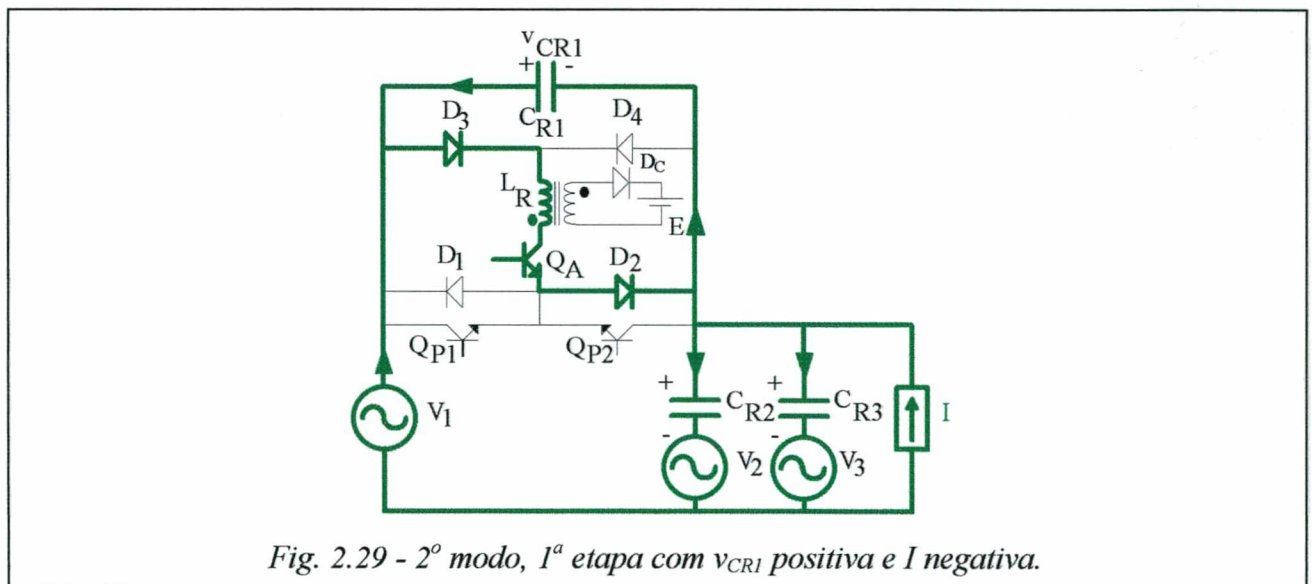 vCR1
+ -
CR1
D3
D4
DC
LR
E
D1
QA
D2
QP1
QP2
V1
+ CR2
-
V2
+ CR3
-
V3
I
Fig. 2.29 - 2º modo, 1ª etapa com vCR1 positiva e I negativa.